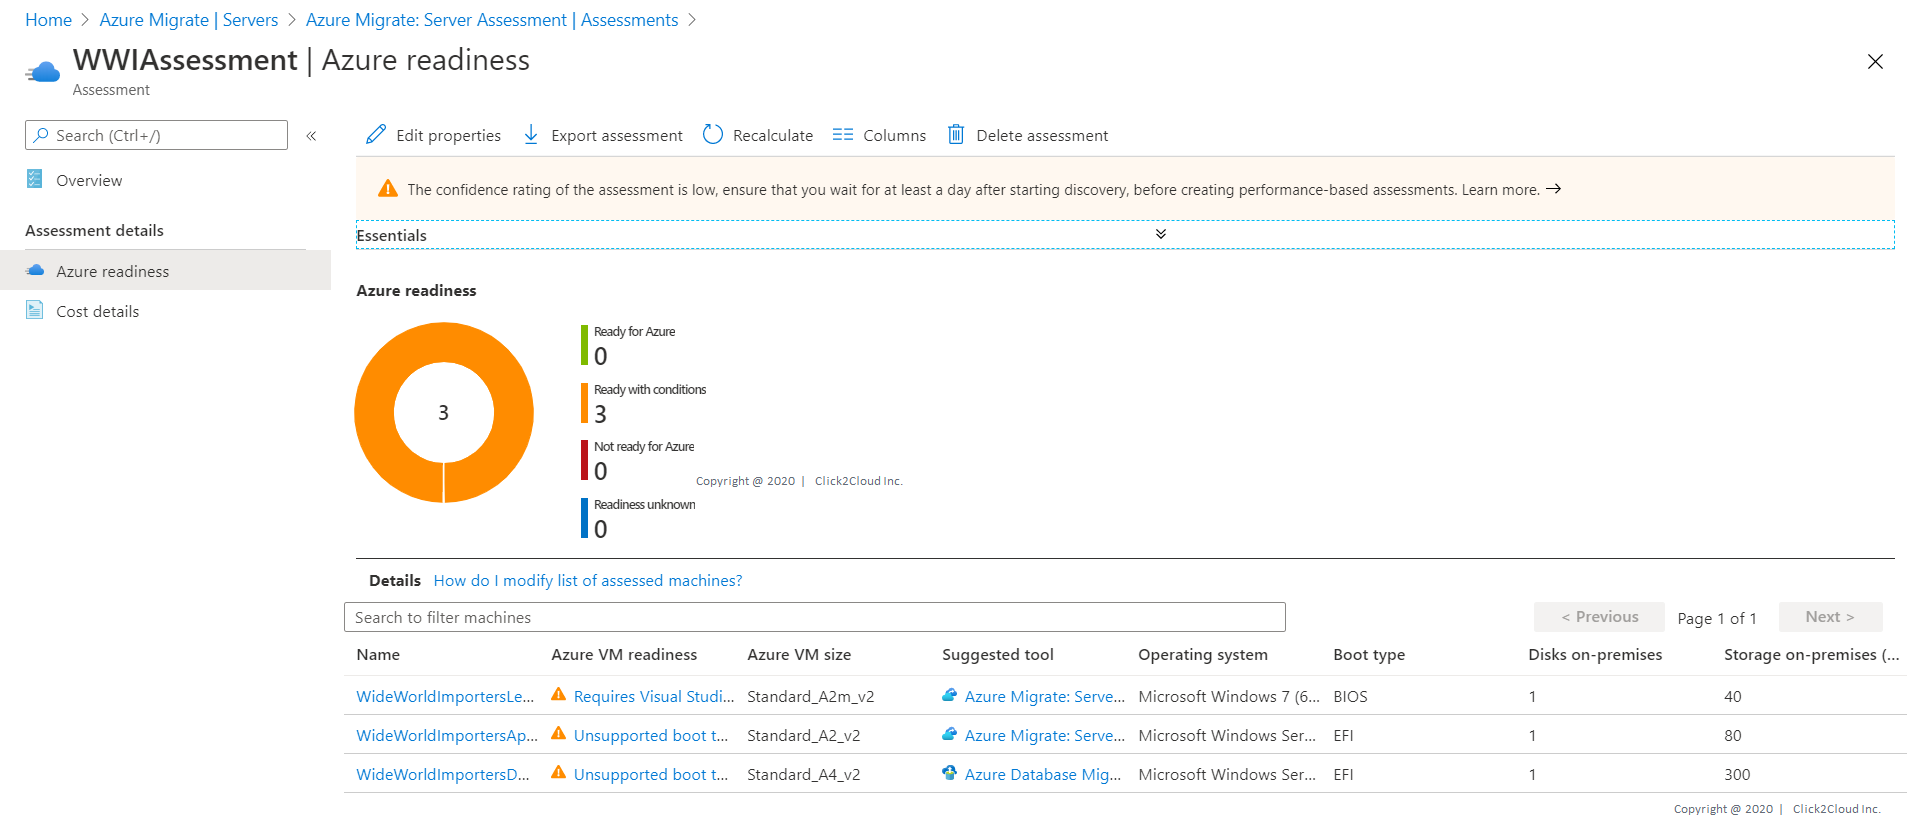 Home > Azure Migrate | Servers > Azure Migrate: Server Assessment | Assessments >
WWIAssessment | Azure readiness
Assessment
Search (Ctrl+/)
«
Edit properties
Export assessment
Recalculate
Columns
Delete assessment
Overview
The confidence rating of the assessment is low, ensure that you wait for at least a day after starting discovery, before creating performance-based assessments. Learn more. →
Assessment details
Essentials
Azure readiness
Cost details
Azure readiness
3
Ready for Azure
0
Ready with conditions
3
Not ready for Azure
0
Copyright @ 2020 | Click2Cloud Inc.
Readiness unknown
0
Details How do I modify list of assessed machines?
Search to filter machines
< Previous Page 1 of 1 Next >
Name Azure VM readiness Azure VM size Suggested tool Operating system Boot type Disks on-premises Storage on-premises (...
WideWorldImportersLe... Requires Visual Studi... Standard_A2m_v2 Azure Migrate: Serve... Microsoft Windows 7 (6... BIOS 1 40
WideWorldImportersAp... Unsupported boot t... Standard_A2_v2 Azure Migrate: Serve... Microsoft Windows Ser... EFI 1 80
WideWorldImportersD... Unsupported boot t... Standard_A4_v2 Azure Database Mig... Microsoft Windows Ser... EFI 1 300
Copyright @ 2020 | Click2Cloud Inc.